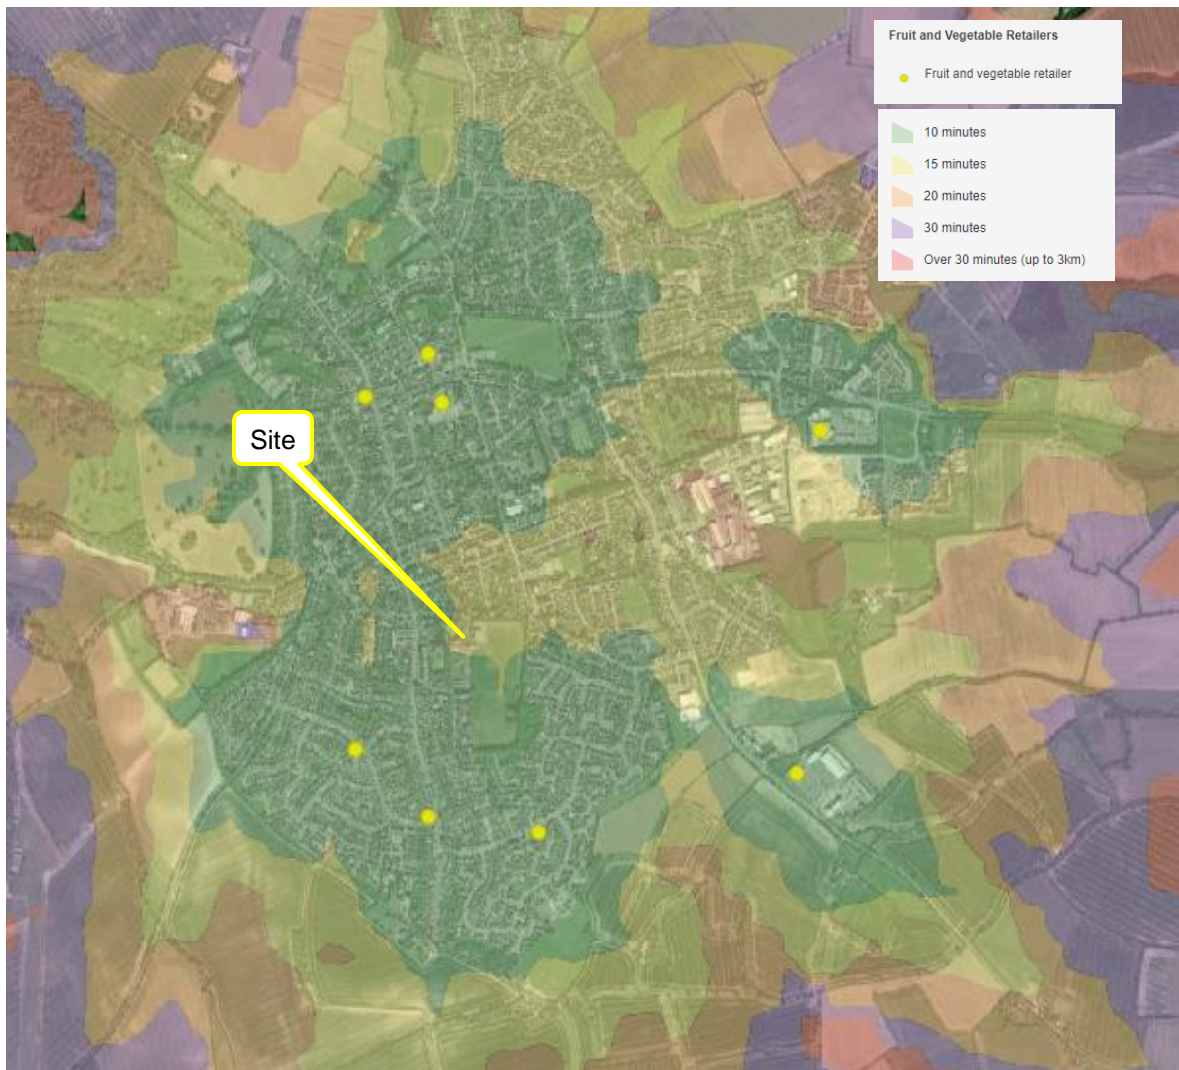 Fruit and Vegetable Retailers
Fruit and vegetable retailer
10 minutes
15 minutes
20 minutes
30 minutes
Over 30 minutes (up to 3km)
Site